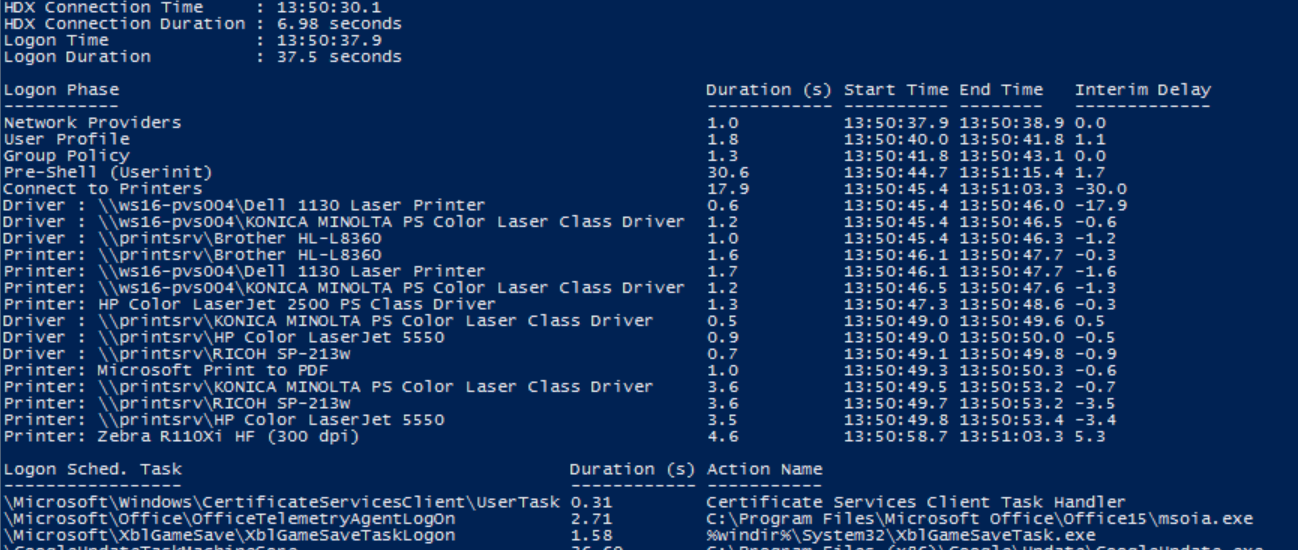 HDX Connection Time     : 13:50:30.1
HDX Connection Duration : 6.98 seconds
Logon Time              : 13:50:37.9
Logon Duration          : 37.5 seconds
Logon Phase Duration (s) Start Time End Time Interim Delay
----------- ------------ ---------- -------- -------------
Network Providers 1.0 13:50:37.9 13:50:38.9 0.0
User Profile 1.8 13:50:40.0 13:50:41.8 1.1
Group Policy 1.3 13:50:41.8 13:50:43.1 0.0
Pre-Shell (Userinit) 30.6 13:50:44.7 13:51:15.4 1.7
Connect to Printers 17.9 13:50:45.4 13:51:03.3 -30.0
Driver : \\ws16-pvs004\Dell 1130 Laser Printer 0.6 13:50:45.4 13:50:46.0 -17.9
Driver : \\ws16-pvs004\KONICA MINOLTA PS Color Laser Class Driver 1.2 13:50:45.4 13:50:46.5 -0.6
Driver : \\printsrv\Brother HL-L8360 1.0 13:50:45.4 13:50:46.3 -1.2
Printer: \\printsrv\Brother HL-L8360 1.6 13:50:46.1 13:50:47.7 -0.3
Printer: \\ws16-pvs004\Dell 1130 Laser Printer 1.7 13:50:46.1 13:50:47.7 -1.6
Printer: \\ws16-pvs004\KONICA MINOLTA PS Color Laser Class Driver 1.2 13:50:46.5 13:50:47.6 -1.3
Printer: HP Color LaserJet 2500 PS Class Driver 1.3 13:50:47.3 13:50:48.6 -0.3
Driver : \\printsrv\KONICA MINOLTA PS Color Laser Class Driver 0.5 13:50:49.0 13:50:49.6 0.5
Driver : \\printsrv\HP Color LaserJet 5550 0.9 13:50:49.0 13:50:50.0 -0.5
Driver : \\printsrv\RICOH SP-213w 0.7 13:50:49.1 13:50:49.8 -0.9
Printer: Microsoft Print to PDF 1.0 13:50:49.3 13:50:50.3 -0.6
Printer: \\printsrv\KONICA MINOLTA PS Color Laser Class Driver 3.6 13:50:49.5 13:50:53.2 -0.7
Printer: \\printsrv\RICOH SP-213w 3.6 13:50:49.7 13:50:53.2 -3.5
Printer: \\printsrv\HP Color LaserJet 5550 3.5 13:50:49.8 13:50:53.4 -3.4
Printer: Zebra R110Xi HF (300 dpi) 4.6 13:50:58.7 13:51:03.3 5.3
Logon Sched. Task Duration (s) Action Name
----------------- ------------ -----------
\Microsoft\Windows\CertificateServicesClient\UserTask 0.31 Certificate Services Client Task Handler
\Microsoft\Office\OfficeTelemetryAgentLogOn 2.71 C:\Program Files\Microsoft Office\Office15\msoia.exe
\Microsoft\XblGameSave\XblGameSaveTaskLogon 1.58 %windir%\System32\XblGameSaveTask.exe